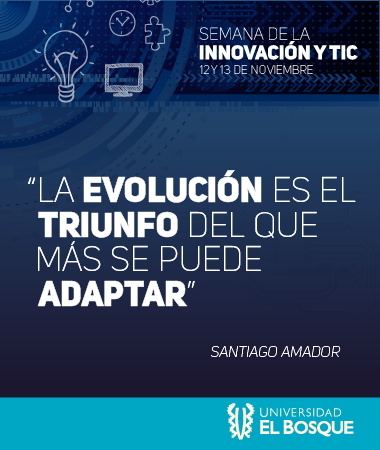 SEMANA DE LA
INNOVACIÓN Y TIC
12 Y 13 DE NOVIEMBRE
“LA EVOLUCIÓN ES EL
TRIUNFO DEL QUE
MÁS SE PUEDE
ADAPTAR”
SANTIAGO AMADOR
UNIVERSIDAD
EL BOSQUE